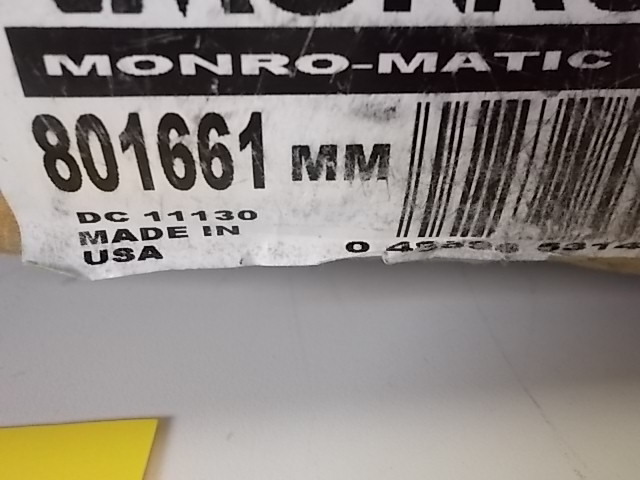 MONRO-MATIC
801661 MM
DC 11130
MADE IN
USA